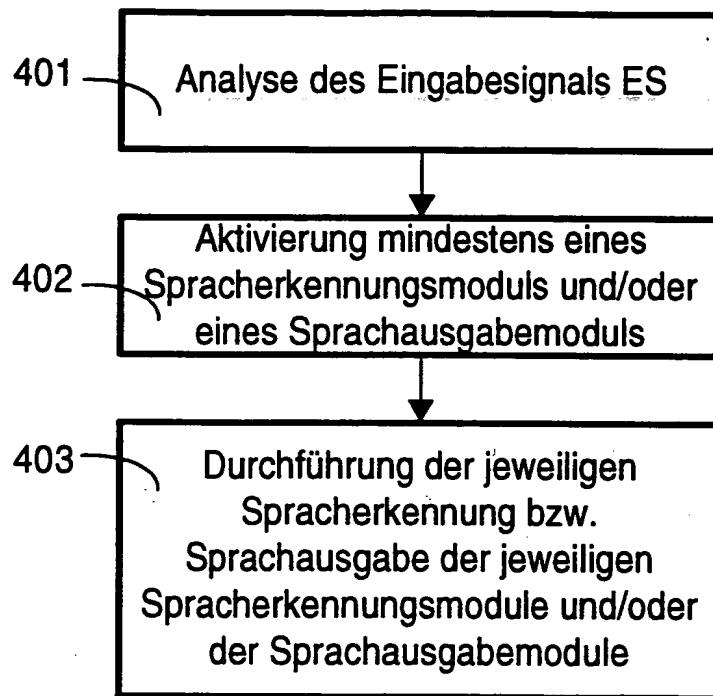 401
Analyse des Eingabesignals ES
402
Aktivierung mindestens eines
Spracherkennungsmoduls und/oder
eines Sprachausgabemoduls
403
Durchführung der jeweiligen
Spracherkennung bzw.
Sprachausgabe der jeweiligen
Spracherkennungsmodule und/oder
der Sprachausgabemodule